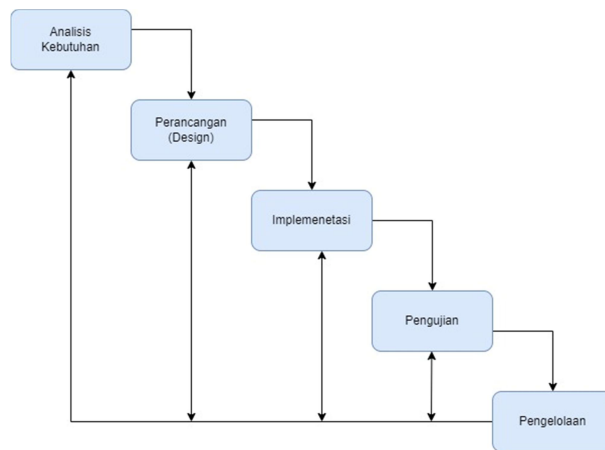 Analisis
Kebutuhan
Perancangan
(Design)
Implemenetasi
Pengujian
Pengelolaan